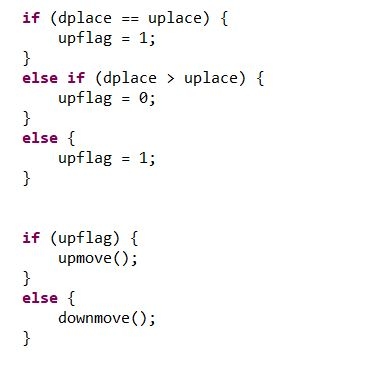 if (dplace == uplace) {
    upflag = 1;
}
else if (dplace > uplace) {
    upflag = 0;
}
else {
    upflag = 1;
}
if (upflag) {
    upmove();
}
else {
    downmove();
}